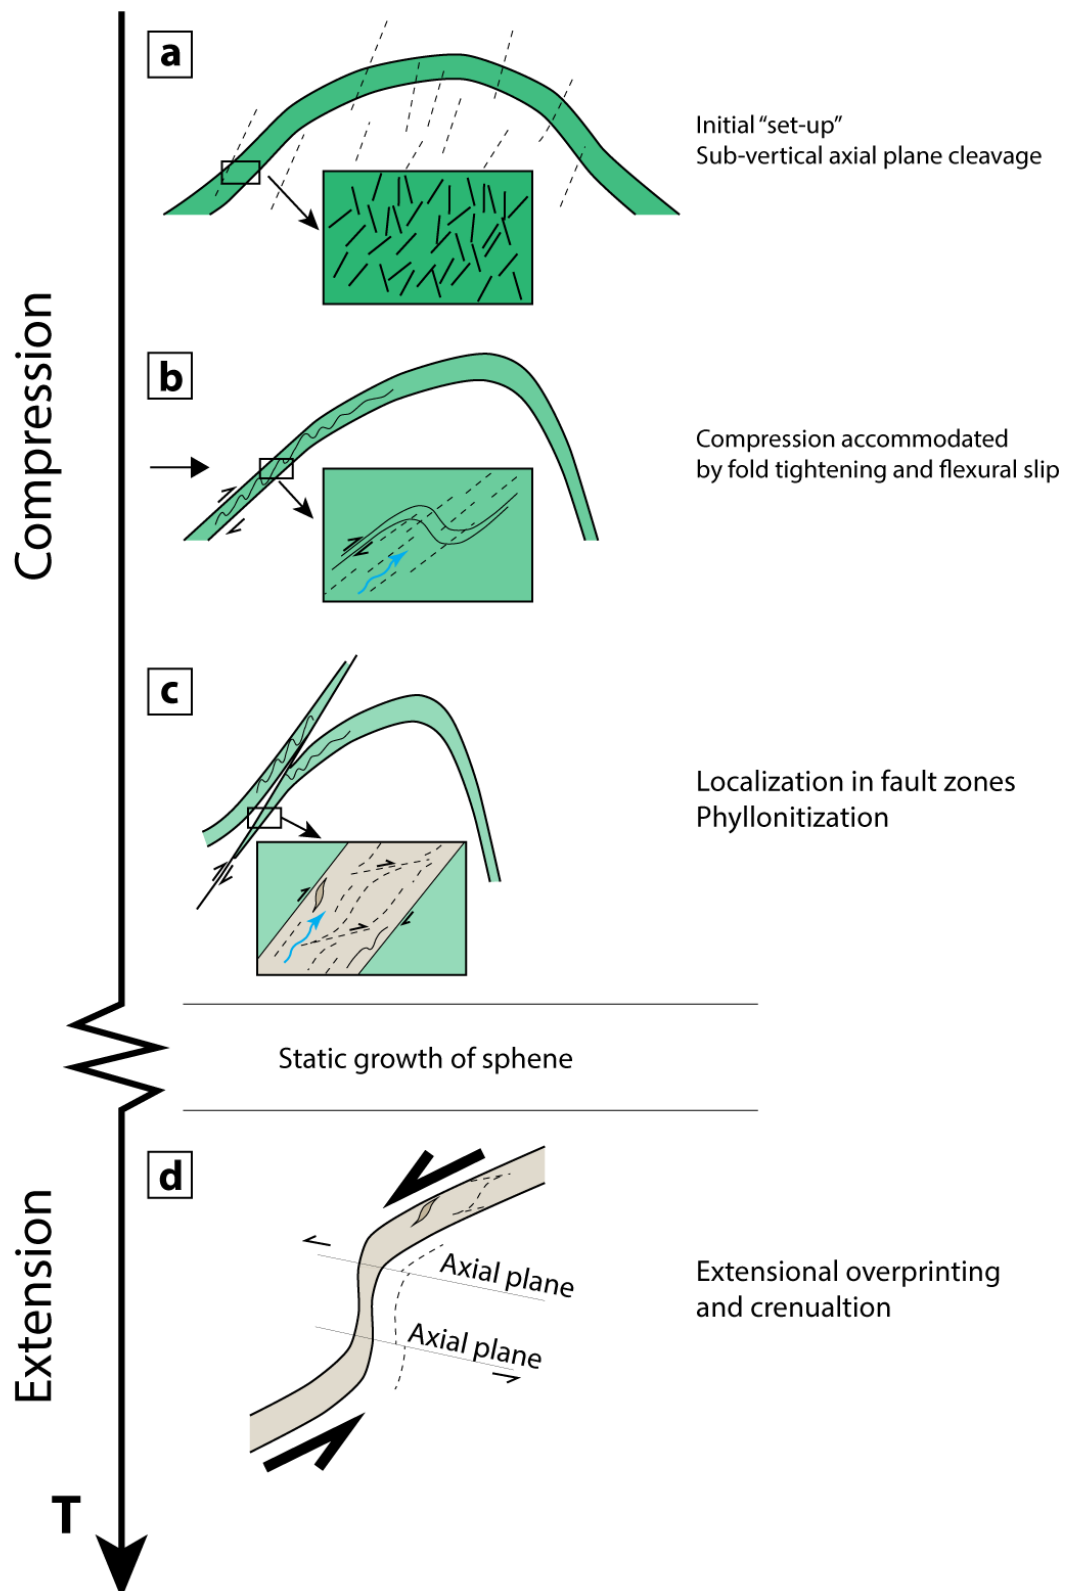 a
Initial “set-up”
Sub-vertical axial plane cleavage
Compression
b
Compression accommodated
by fold tightening and flexural slip
c
Localization in fault zones
Phyllonitization
Static growth of sphene
d
Extension
Axial plane
Axial plane
Extensional overprinting
and crenualtion
T